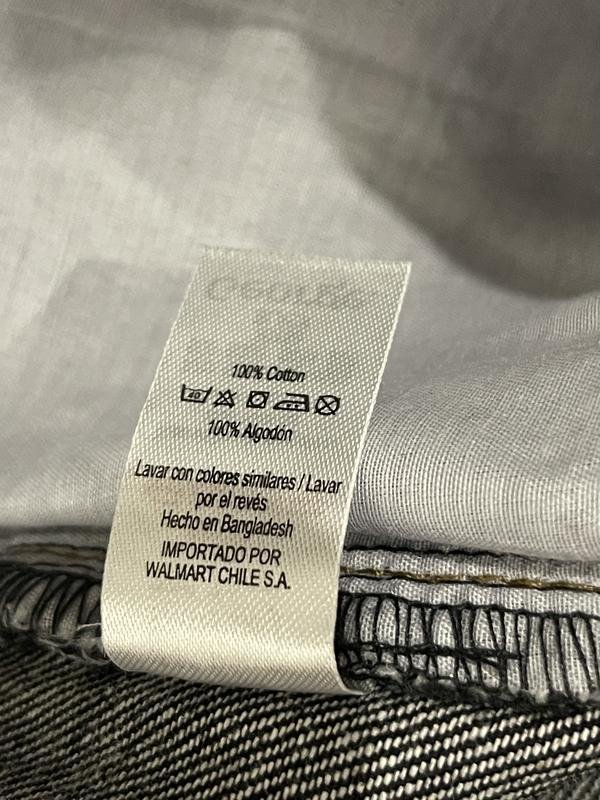 100% Cotton
40
100% Algodón
Lavar con colores similares / Lavar
por el revés
Hecho en Bangladesh
IMPORTADO POR
WALMART CHILE S.A.